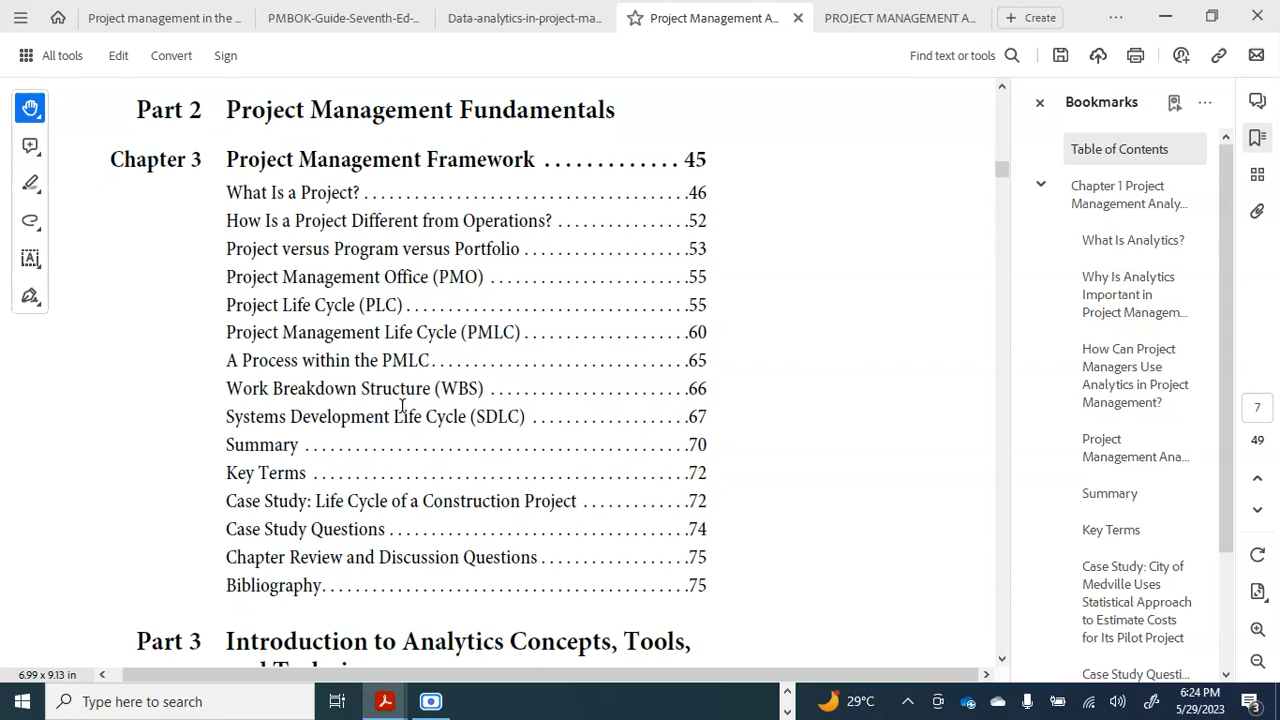 Project management in the ...
PMBOK-Guide-Seventh-Ed-...
Data-analytics-in-project-ma...
Project Management A...
PROJECT MANAGEMENT A...
Create
All tools
Edit
Convert
Sign
Find text or tools
Part 2 Project Management Fundamentals
Chapter 3 Project Management Framework ............. 45
What Is a Project? ........................................46
How Is a Project Different from Operations? ...............52
Project versus Program versus Portfolio ....................53
Project Management Office (PMO) .........................55
Project Life Cycle (PLC) ...................................55
Project Management Life Cycle (PMLC) ....................60
A Process within the PMLC................................65
Work Breakdown Structure (WBS) ........................66
Systems Development Life Cycle (SDLC) ..................67
Summary ................................................70
Key Terms ...............................................72
Case Study: Life Cycle of a Construction Project ............72
Case Study Questions .....................................74
Chapter Review and Discussion Questions ..................75
Bibliography..............................................75
Part 3 Introduction to Analytics Concepts, Tools,
Bookmarks
Table of Contents
Chapter 1 Project
Management Analy...
What Is Analytics?
Why Is Analytics
Important in
Project Managem...
How Can Project
Managers Use
Analytics in Project
Management?
Project
Management Ana...
Summary
Key Terms
Case Study: City of
Medville Uses
Statistical Approach
to Estimate Costs
for Its Pilot Project
Case Study Questi...
7
49
6.99 x 9.13 in
Type here to search
29°C
6:24 PM
5/29/2023
3